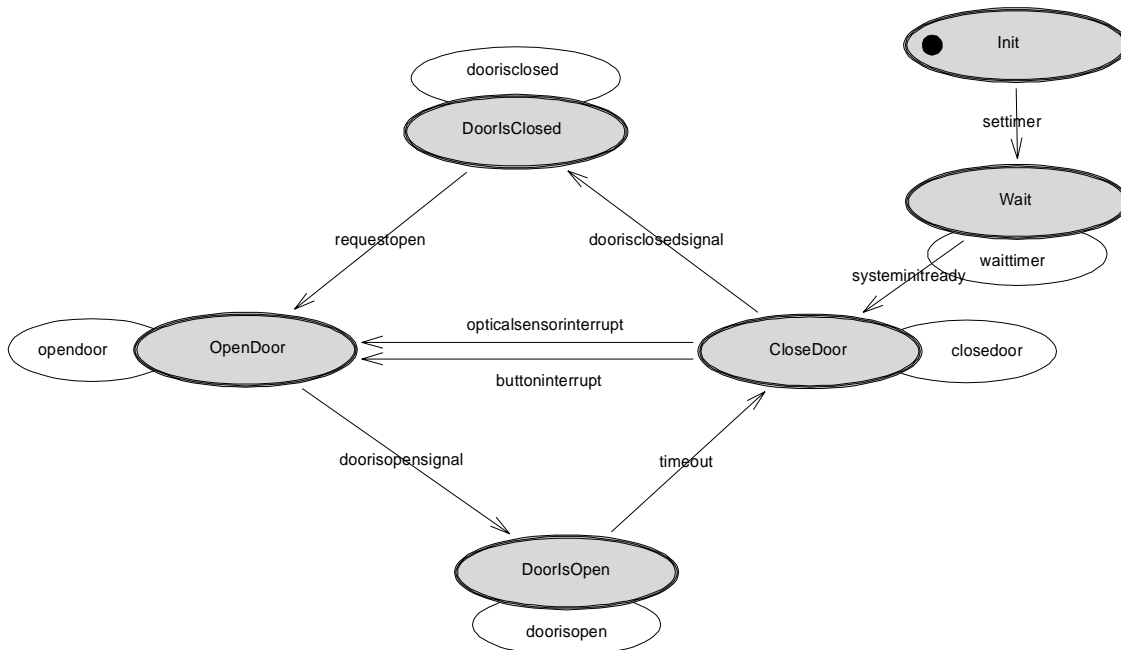 Init
doorisclosed
DoorIsClosed
settimer
Wait
requestopen
doorisclosedsignal
waittimer
systeminitready
opticalsensorinterrupt
opendoor
OpenDoor
CloseDoor
closedoor
buttoninterrupt
doorisopensignal
timeout
DoorIsOpen
doorisopen